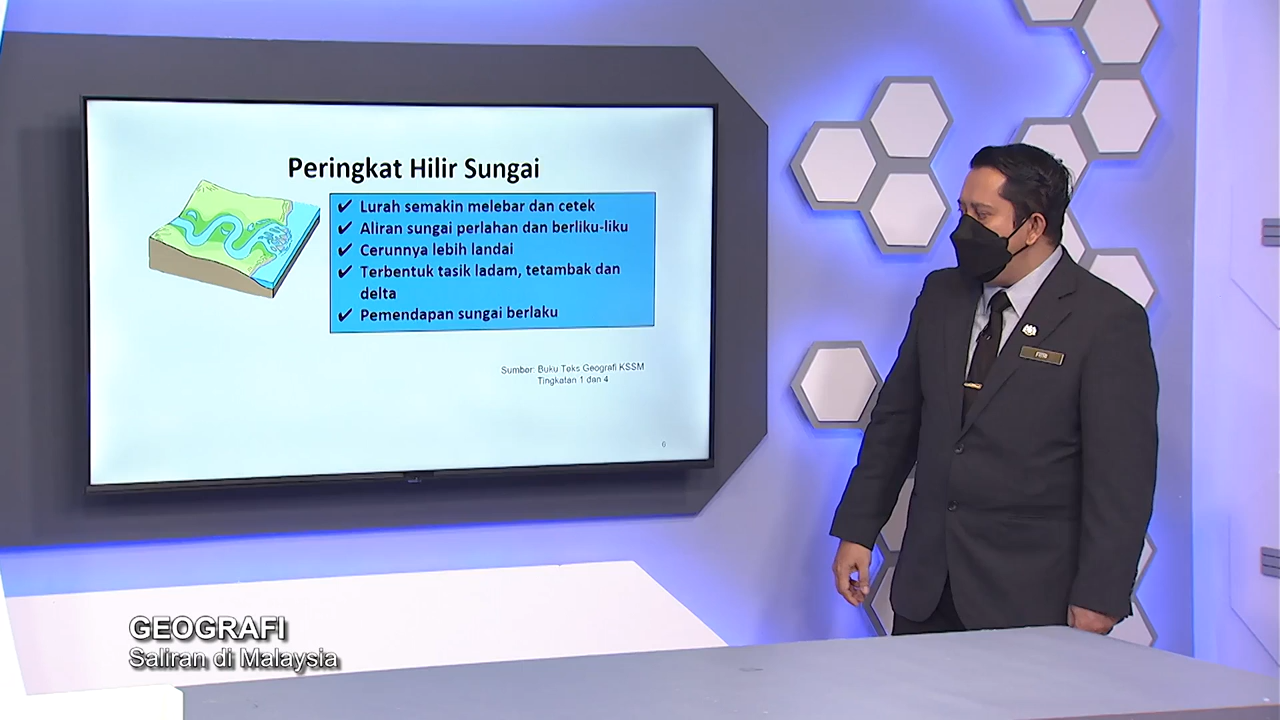 Peringkat Hilir Sungai
✔ Lurah semakin melebar dan cetek
✔ Aliran sungai perlahan dan berliku-liku
✔ Cerunnya lebih landai
✔ Terbentuk tasik ladam, tetambak dan
delta
✔ Pemendapan sungai berlaku
Sumber: Buku Teks Geografi KSSM
Tingkatan 1 dan 4
6
FITRI
GEOGRAFI
Saliran di Malaysia